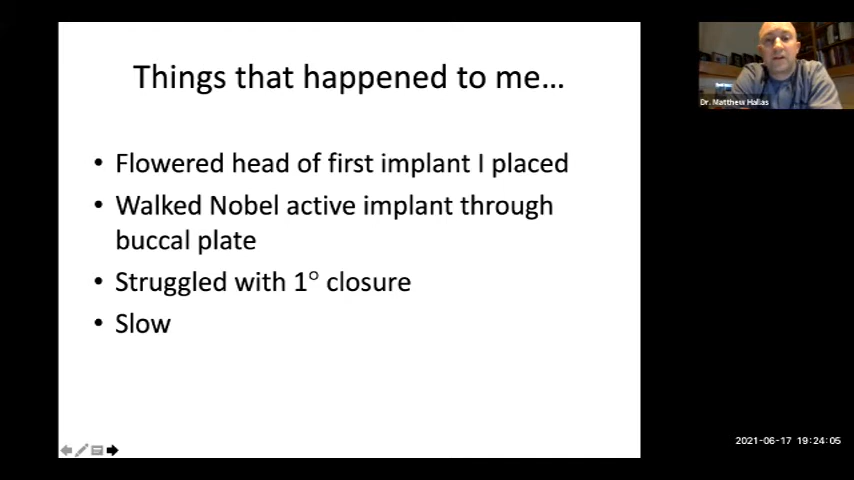 Things that happened to me...
• Flowered head of first implant I placed
• Walked Nobel active implant through
buccal plate
• Struggled with 1° closure
• Slow
Dr. Matthew Hallas
2021-06-17 19:24:05